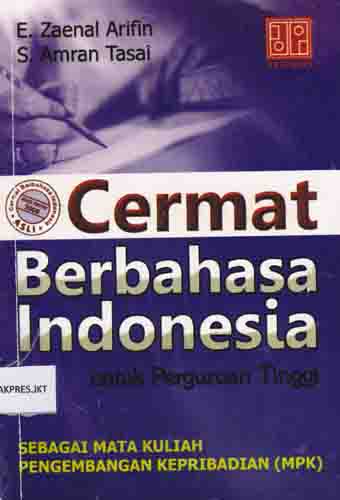 E. Zaenal Arifin
S. Amran Tasai
Cermat
ASLI
Berbahasa
Indonesia
untuk Perguruan Tinggi
AKPRES.JKT
SEBAGAI MATA KULIAH
PENGEMBANGAN KEPRIBADIAN (MPK)